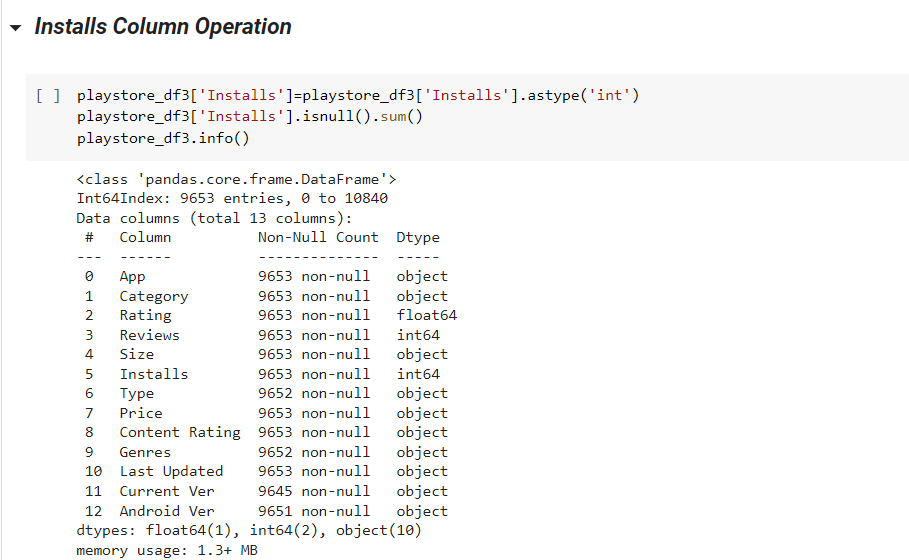 Installs Column Operation
[ ] playstore_df3['Installs']=playstore_df3['Installs'].astype('int')
playstore_df3['Installs'].isnull().sum()
playstore_df3.info()
<class 'pandas.core.frame.DataFrame'>
Int64Index: 9653 entries, 0 to 10840
Data columns (total 13 columns):
 #   Column          Non-Null Count  Dtype
---  ------          --------------  -----
 0   App             9653 non-null   object
 1   Category        9653 non-null   object
 2   Rating          9653 non-null   float64
 3   Reviews         9653 non-null   int64
 4   Size            9653 non-null   object
 5   Installs        9653 non-null   int64
 6   Type            9652 non-null   object
 7   Price           9653 non-null   object
 8   Content Rating  9653 non-null   object
 9   Genres          9652 non-null   object
 10  Last Updated    9653 non-null   object
 11  Current Ver     9645 non-null   object
 12  Android Ver     9651 non-null   object
dtypes: float64(1), int64(2), object(10)
memory usage: 1.3+ MB